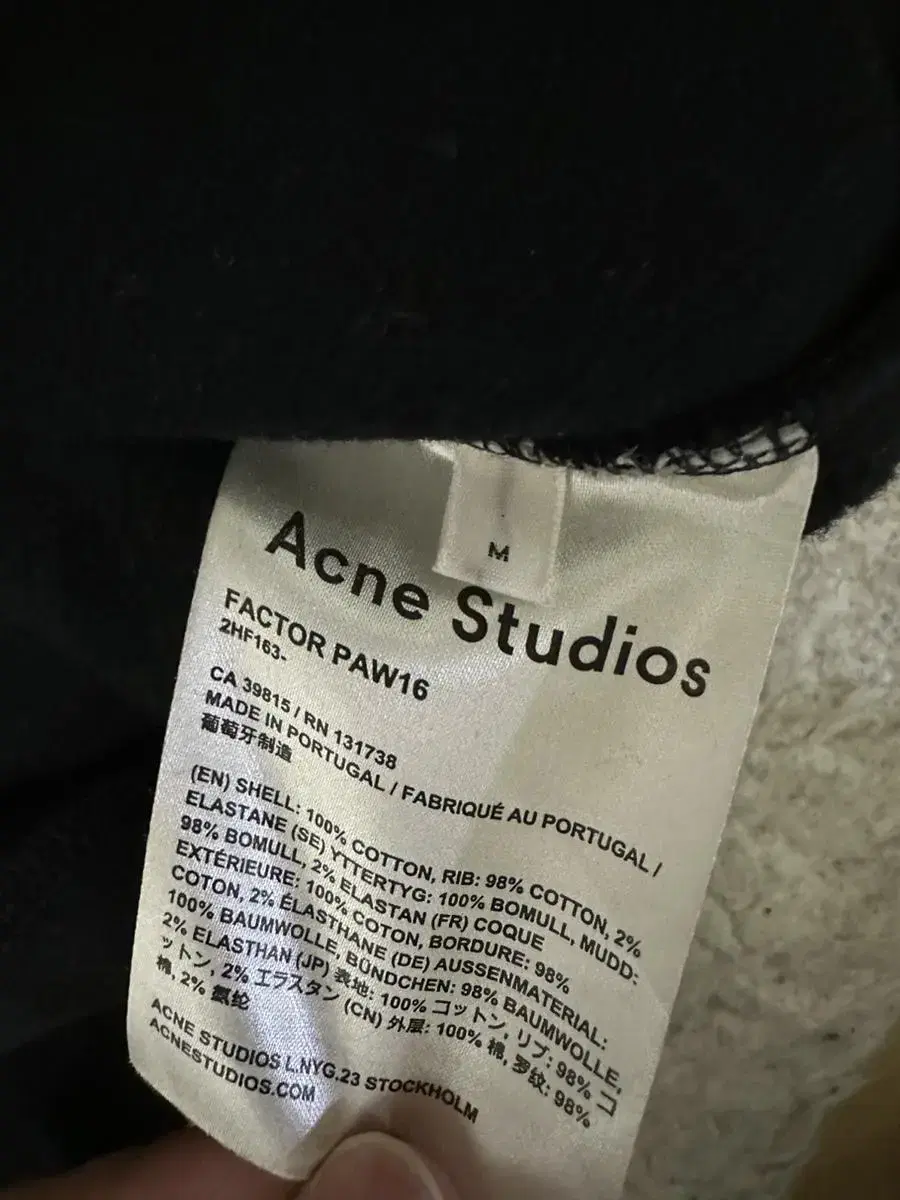 M
Acne Studios
FACTOR PAW16
2HF163-
CA 39815 / RN 131738
MADE IN PORTUGAL / FABRIQUÉ AU PORTUGAL /
葡萄牙制造
(EN) SHELL: 100% COTTON, RIB: 98% COTTON, 2%
ELASTANE (SE) YTTERTYG: 100% BOMULL, MUDD:
98% BOMULL, 2% ELASTAN (FR) COQUE
EXTÉRIEURE: 100% COTON, BORDURE: 98%
COTON, 2% ÉLASTHANE (DE) AUSSENMATERIAL:
100% BAUMWOLLE, BÜNDCHEN: 98% BAUMWOLLE,
2% ELASTHAN (JP) 表地: 100% コットン, リブ: 98% コ
ットン, 2% エラスタン (CN) 外层: 100% 棉, 罗纹: 98%
棉, 2% 氨纶
ACNE STUDIOS L.NYG.23 STOCKHOLM
ACNESTUDIOS.COM